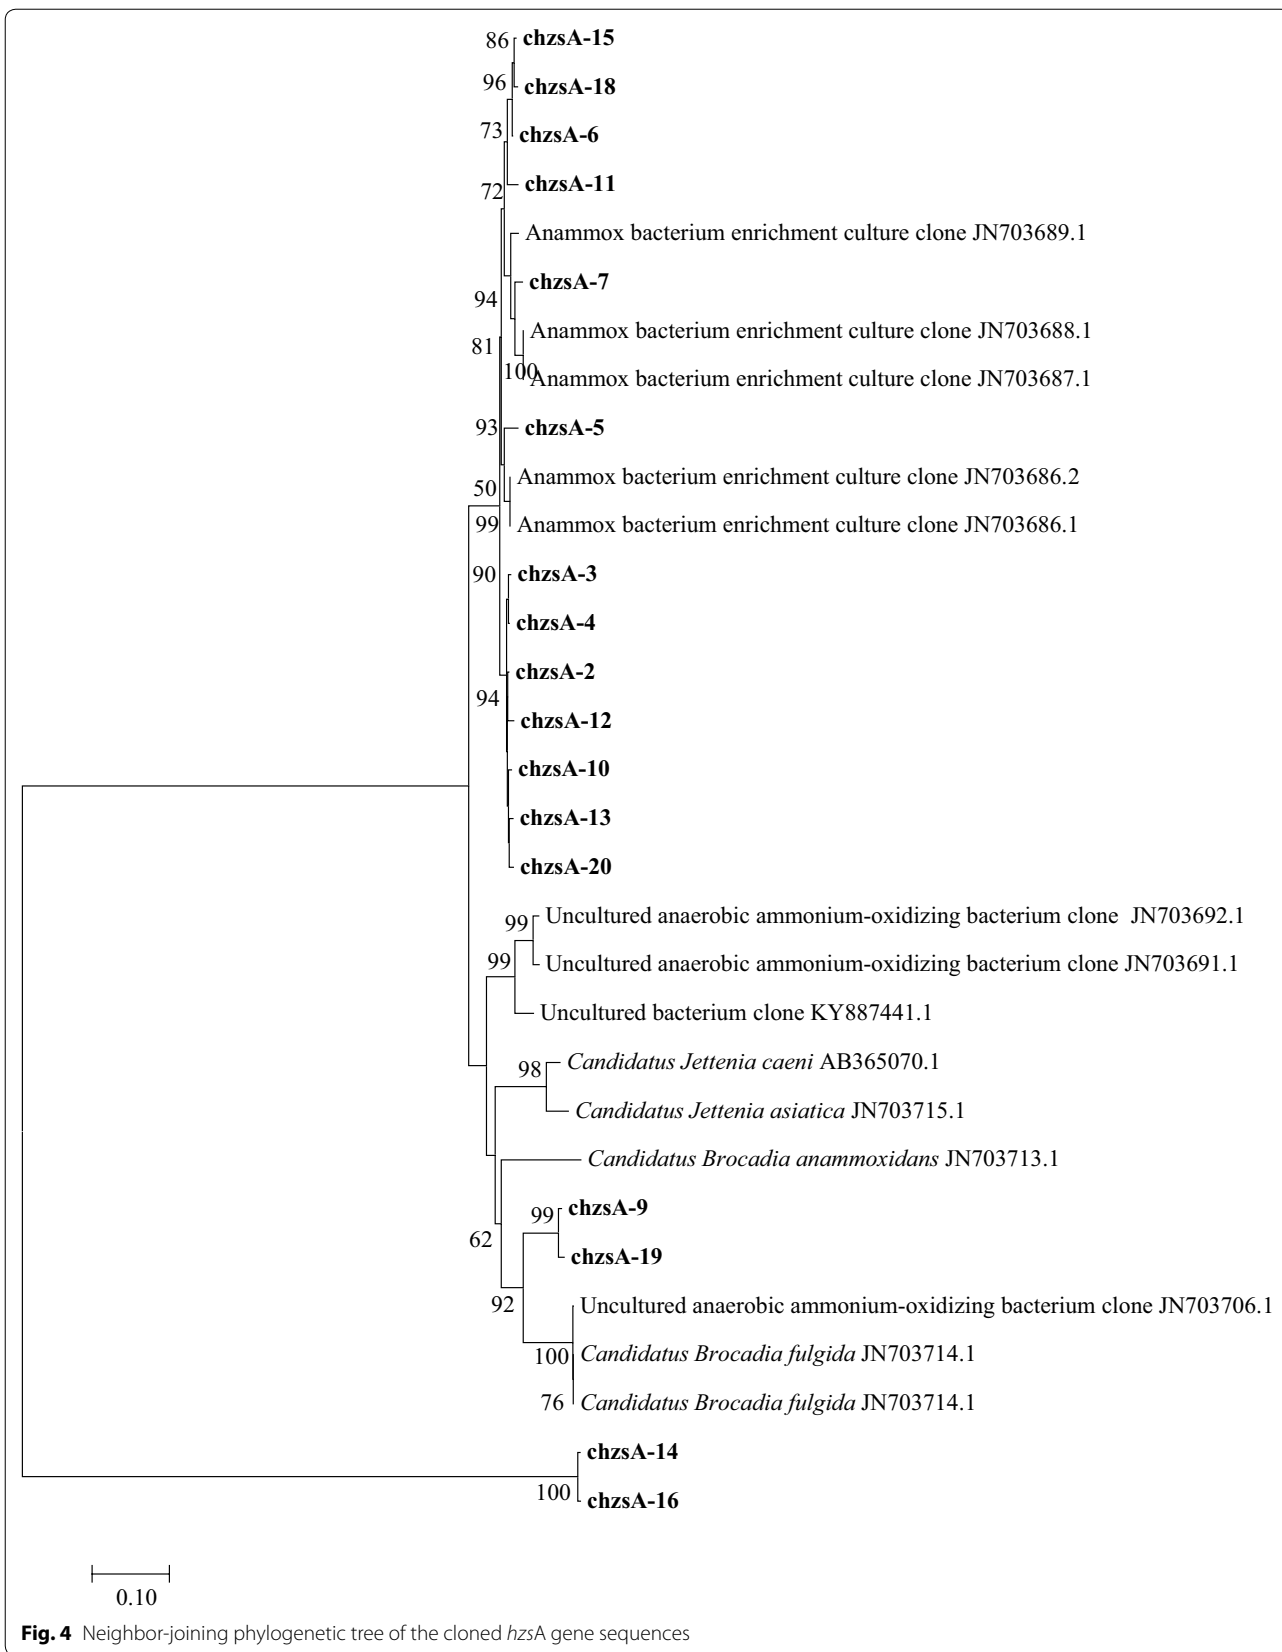 86 chzsA-15
96 chzsA-18
73 chzsA-6
72 chzsA-11
Anammox bacterium enrichment culture clone JN703689.1
chzsA-7
94
Anammox bacterium enrichment culture clone JN703688.1
81
100 Anammox bacterium enrichment culture clone JN703687.1
93 chzsA-5
Anammox bacterium enrichment culture clone JN703686.2
50
99 Anammox bacterium enrichment culture clone JN703686.1
90 chzsA-3
chzsA-4
chzsA-2
94
chzsA-12
chzsA-10
chzsA-13
chzsA-20
99 Uncultured anaerobic ammonium-oxidizing bacterium clone JN703692.1
99 Uncultured anaerobic ammonium-oxidizing bacterium clone JN703691.1
Uncultured bacterium clone KY887441.1
98 Candidatus Jettenia caeni AB365070.1
Candidatus Jettenia asiatica JN703715.1
Candidatus Brocadia anammoxidans JN703713.1
99 chzsA-9
62
chzsA-19
92 Uncultured anaerobic ammonium-oxidizing bacterium clone JN703706.1
100 Candidatus Brocadia fulgida JN703714.1
76 Candidatus Brocadia fulgida JN703714.1
chzsA-14
100 chzsA-16
0.10
Fig. 4 Neighbor-joining phylogenetic tree of the cloned hzsA gene sequences